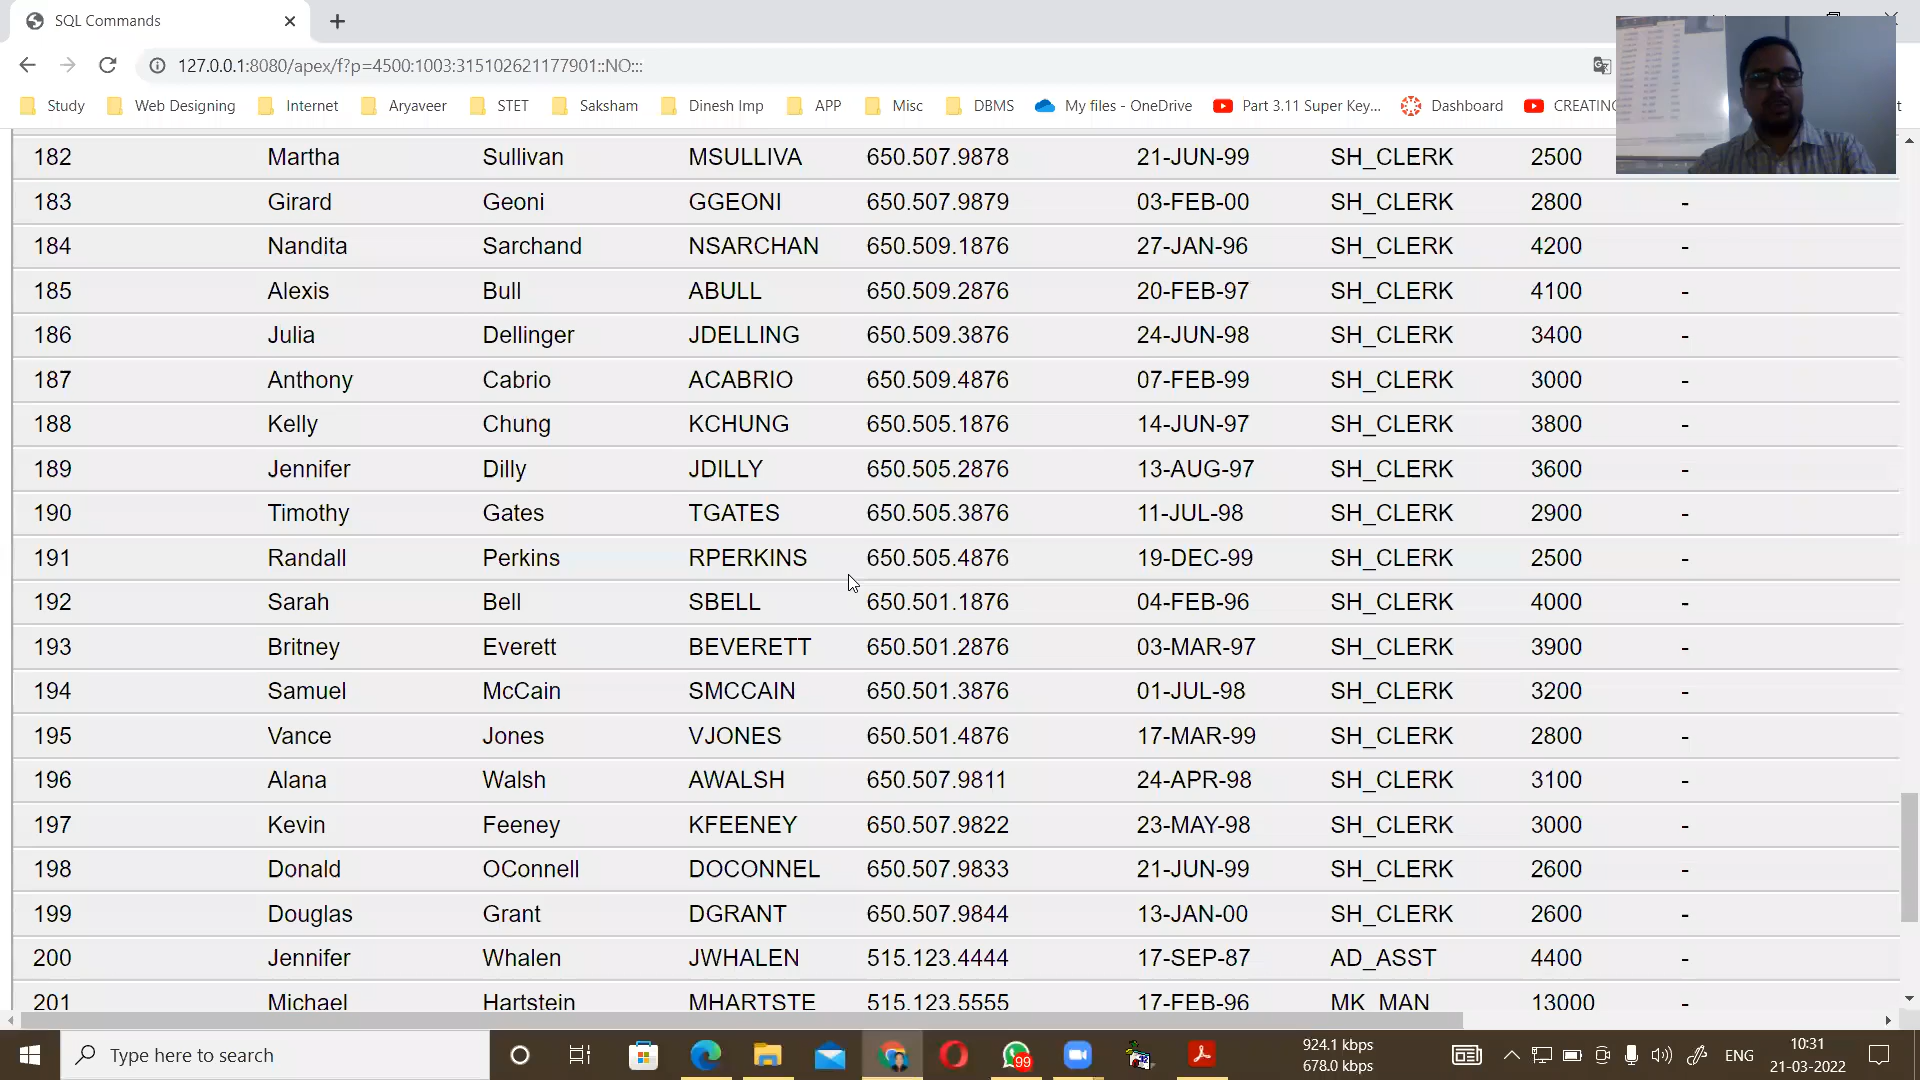 SQL Commands
127.0.0.1:8080/apex/f?p=4500:1003:315102621177901::NO:::
Study Web Designing Internet Aryaveer STET Saksham Dinesh Imp APP Misc DBMS My files - OneDrive Part 3.11 Super Key... Dashboard CREATING
182 Martha Sullivan MSULLIVA 650.507.9878 21-JUN-99 SH_CLERK 2500
183 Girard Geoni GGEONI 650.507.9879 03-FEB-00 SH_CLERK 2800 -
184 Nandita Sarchand NSARCHAN 650.509.1876 27-JAN-96 SH_CLERK 4200 -
185 Alexis Bull ABULL 650.509.2876 20-FEB-97 SH_CLERK 4100 -
186 Julia Dellinger JDELLING 650.509.3876 24-JUN-98 SH_CLERK 3400 -
187 Anthony Cabrio ACABRIO 650.509.4876 07-FEB-99 SH_CLERK 3000 -
188 Kelly Chung KCHUNG 650.505.1876 14-JUN-97 SH_CLERK 3800 -
189 Jennifer Dilly JDILLY 650.505.2876 13-AUG-97 SH_CLERK 3600 -
190 Timothy Gates TGATES 650.505.3876 11-JUL-98 SH_CLERK 2900 -
191 Randall Perkins RPERKINS 650.505.4876 19-DEC-99 SH_CLERK 2500 -
192 Sarah Bell SBELL 650.501.1876 04-FEB-96 SH_CLERK 4000 -
193 Britney Everett BEVERETT 650.501.2876 03-MAR-97 SH_CLERK 3900 -
194 Samuel McCain SMCCAIN 650.501.3876 01-JUL-98 SH_CLERK 3200 -
195 Vance Jones VJONES 650.501.4876 17-MAR-99 SH_CLERK 2800 -
196 Alana Walsh AWALSH 650.507.9811 24-APR-98 SH_CLERK 3100 -
197 Kevin Feeney KFEENEY 650.507.9822 23-MAY-98 SH_CLERK 3000 -
198 Donald OConnell DOCONNEL 650.507.9833 21-JUN-99 SH_CLERK 2600 -
199 Douglas Grant DGRANT 650.507.9844 13-JAN-00 SH_CLERK 2600 -
200 Jennifer Whalen JWHALEN 515.123.4444 17-SEP-87 AD_ASST 4400 -
201 Michael Hartstein MHARTSTE 515.123.5555 17-FEB-96 MK_MAN 13000 -
Type here to search 99 924.1 kbps ENG 10:31
678.0 kbps 21-03-2022